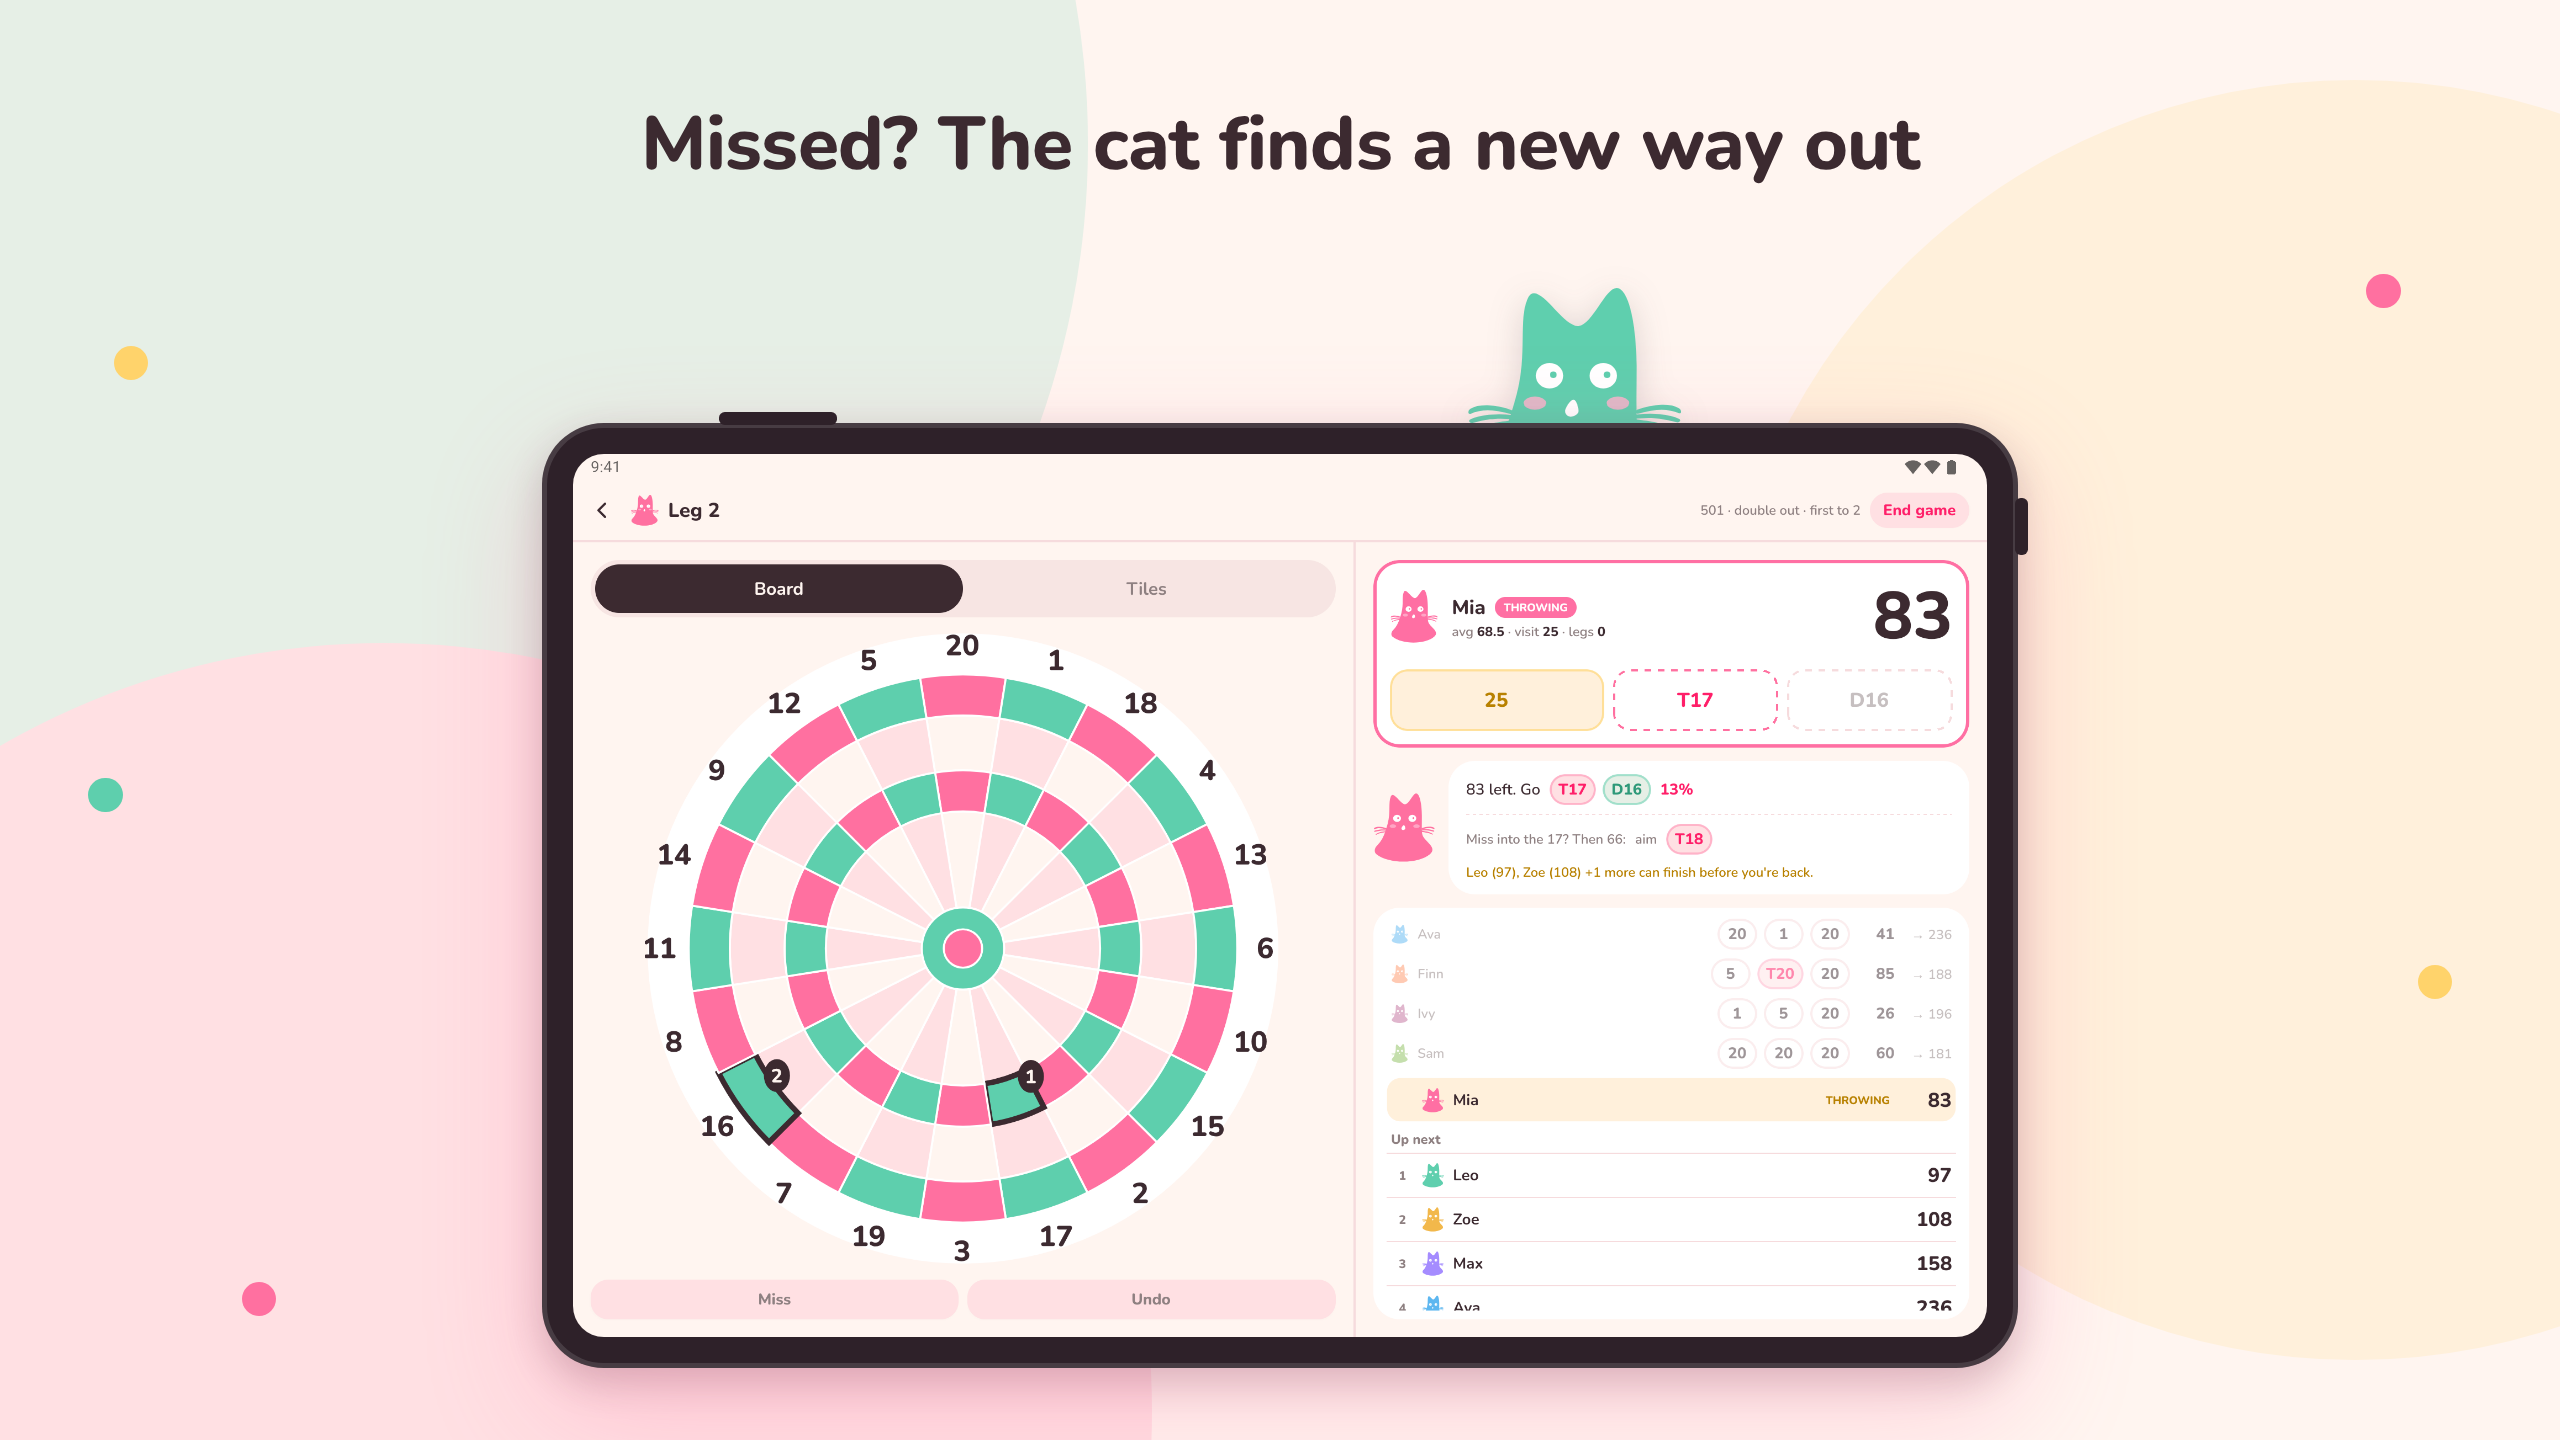 Missed? The cat finds a new way out
9:41
Leg 2
501 · double out · first to 2
End game
Board
Tiles
20
1
18
4
13
6
10
15
2
17
3
19
7
16
8
11
14
9
12
5
1
2
Miss
Undo
Mia THROWING
avg 68.5 · visit 25 · legs 0
83
25
T17
D16
83 left. Go T17 D16 13%
Miss into the 17? Then 66: aim T18
Leo (97), Zoe (108) +1 more can finish before you're back.
Ava 20 1 20 41 → 236
Finn 5 T20 20 85 → 188
Ivy 1 5 20 26 → 196
Sam 20 20 20 60 → 181
Mia THROWING 83
Up next
1 Leo 97
2 Zoe 108
3 Max 158
4 Ava 236